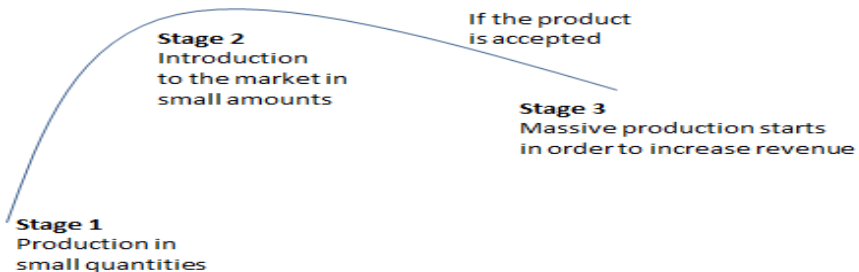 Stage 1
Production in
small quantities
Stage 2
Introduction
to the market in
small amounts
If the product
is accepted
Stage 3
Massive production starts
in order to increase revenue